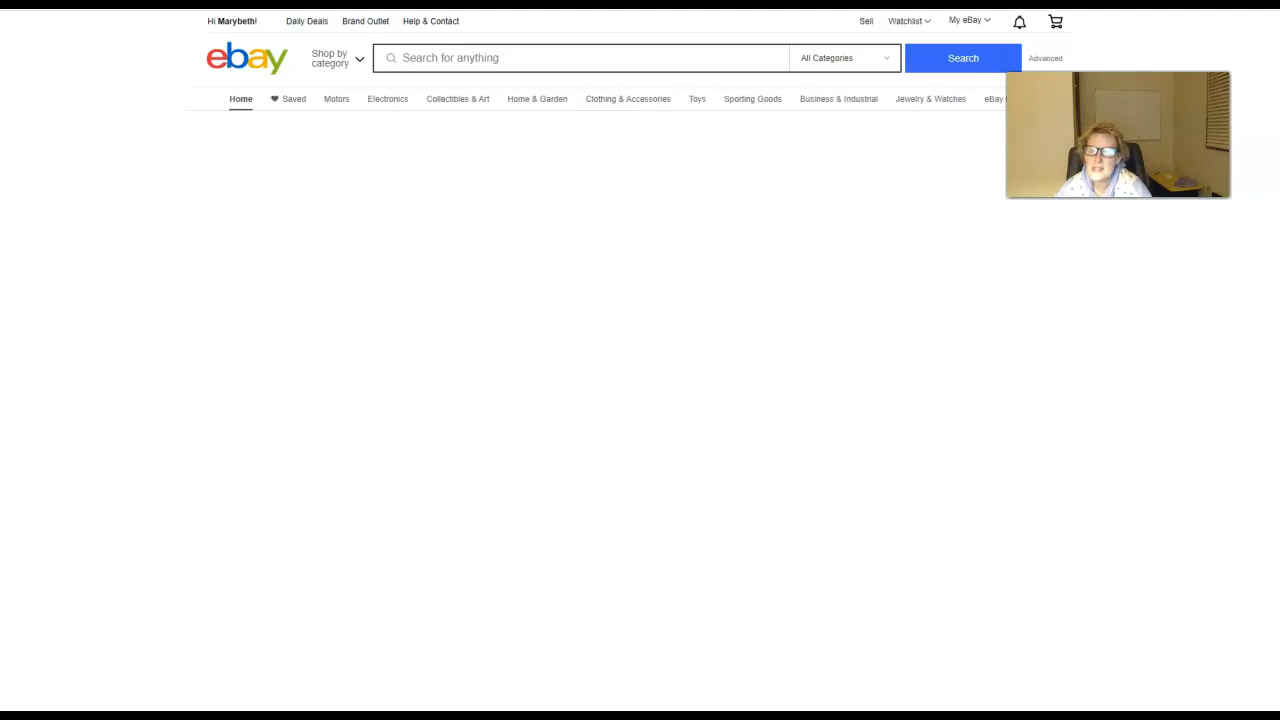 Hi Marybeth! Daily Deals Brand Outlet Help & Contact Sell Watchlist My eBay
ebay Shop by category Search for anything All Categories Search Advanced
Home Saved Motors Electronics Collectibles & Art Home & Garden Clothing & Accessories Toys Sporting Goods Business & Industrial Jewelry & Watches eBay